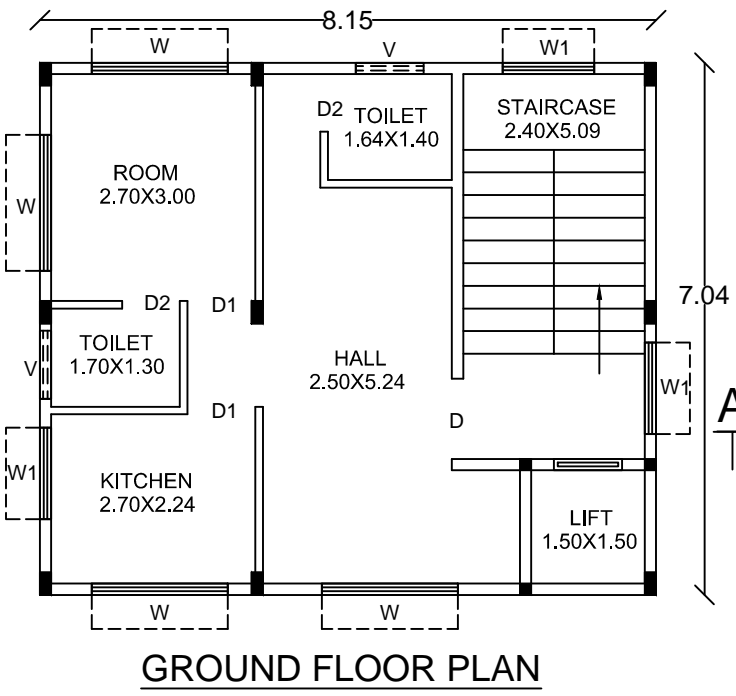 8.15
W
V
W1
D2
TOILET
1.64X1.40
STAIRCASE
2.40X5.09
ROOM
2.70X3.00
W
7.04
D2
D1
TOILET
1.70X1.30
V
HALL
2.50X5.24
W1
A
D1
D
W1
KITCHEN
2.70X2.24
LIFT
1.50X1.50
W
W
GROUND FLOOR PLAN